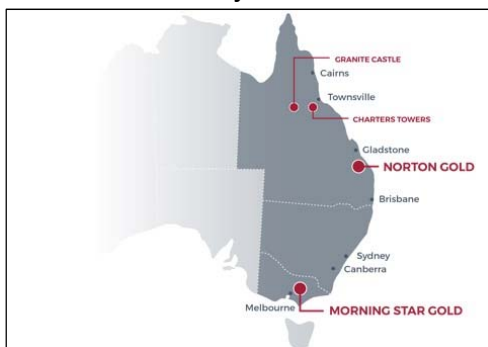 GRANITE CASTLE
Cairns
Townsville
CHARTERS TOWERS
Gladstone
NORTON GOLD
Brisbane
Sydney
Canberra
Melbourne
MORNING STAR GOLD